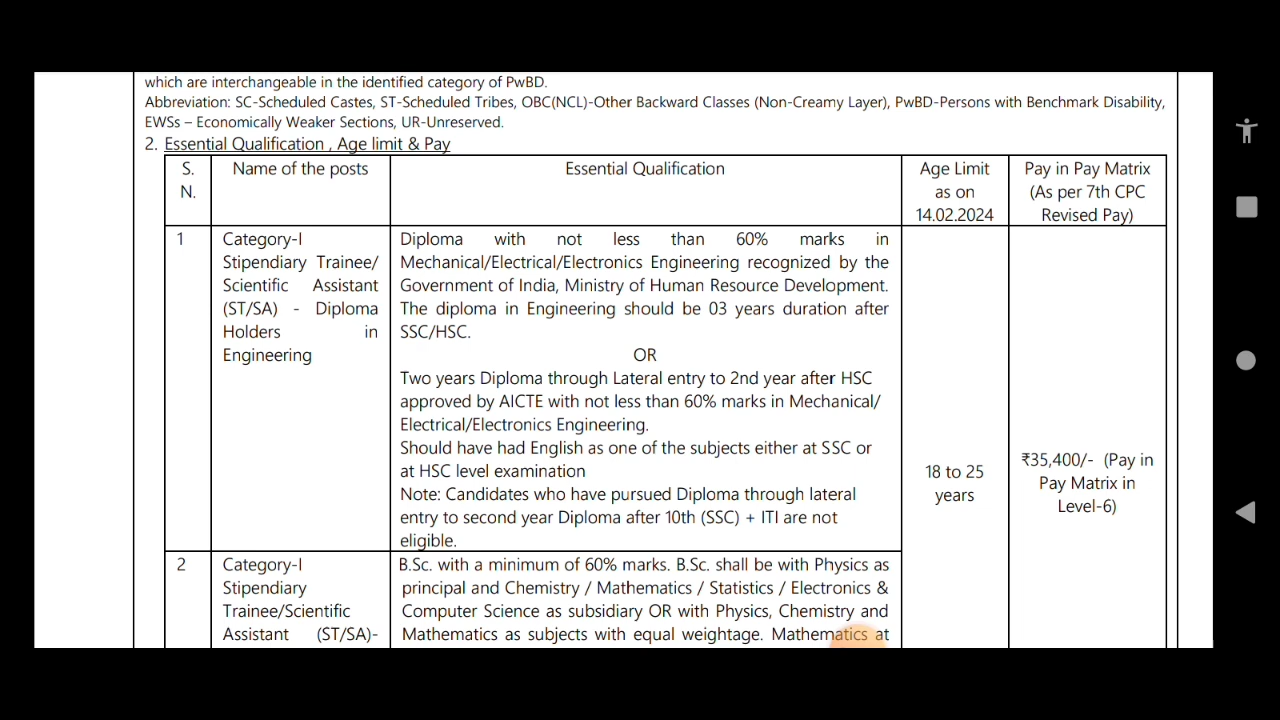 which are interchangeable in the identified category of PwBD.
Abbreviation: SC-Scheduled Castes, ST-Scheduled Tribes, OBC(NCL)-Other Backward Classes (Non-Creamy Layer), PwBD-Persons with Benchmark Disability,
EWSs – Economically Weaker Sections, UR-Unreserved.
2. Essential Qualification , Age limit & Pay
S.
N.
Name of the posts
Essential Qualification
Age Limit
as on
14.02.2024
Pay in Pay Matrix
(As per 7th CPC
Revised Pay)
1
Category-I
Stipendiary Trainee/
Scientific Assistant
(ST/SA) - Diploma
Holders in
Engineering
Diploma with not less than 60% marks in
Mechanical/Electrical/Electronics Engineering recognized by the
Government of India, Ministry of Human Resource Development.
The diploma in Engineering should be 03 years duration after
SSC/HSC.
OR
Two years Diploma through Lateral entry to 2nd year after HSC
approved by AICTE with not less than 60% marks in Mechanical/
Electrical/Electronics Engineering.
Should have had English as one of the subjects either at SSC or
at HSC level examination
Note: Candidates who have pursued Diploma through lateral
entry to second year Diploma after 10th (SSC) + ITI are not
eligible.
18 to 25
years
₹35,400/- (Pay in
Pay Matrix in
Level-6)
2
Category-I
Stipendiary
Trainee/Scientific
Assistant (ST/SA)-
B.Sc. with a minimum of 60% marks. B.Sc. shall be with Physics as
principal and Chemistry / Mathematics / Statistics / Electronics &
Computer Science as subsidiary OR with Physics, Chemistry and
Mathematics as subjects with equal weightage. Mathematics at